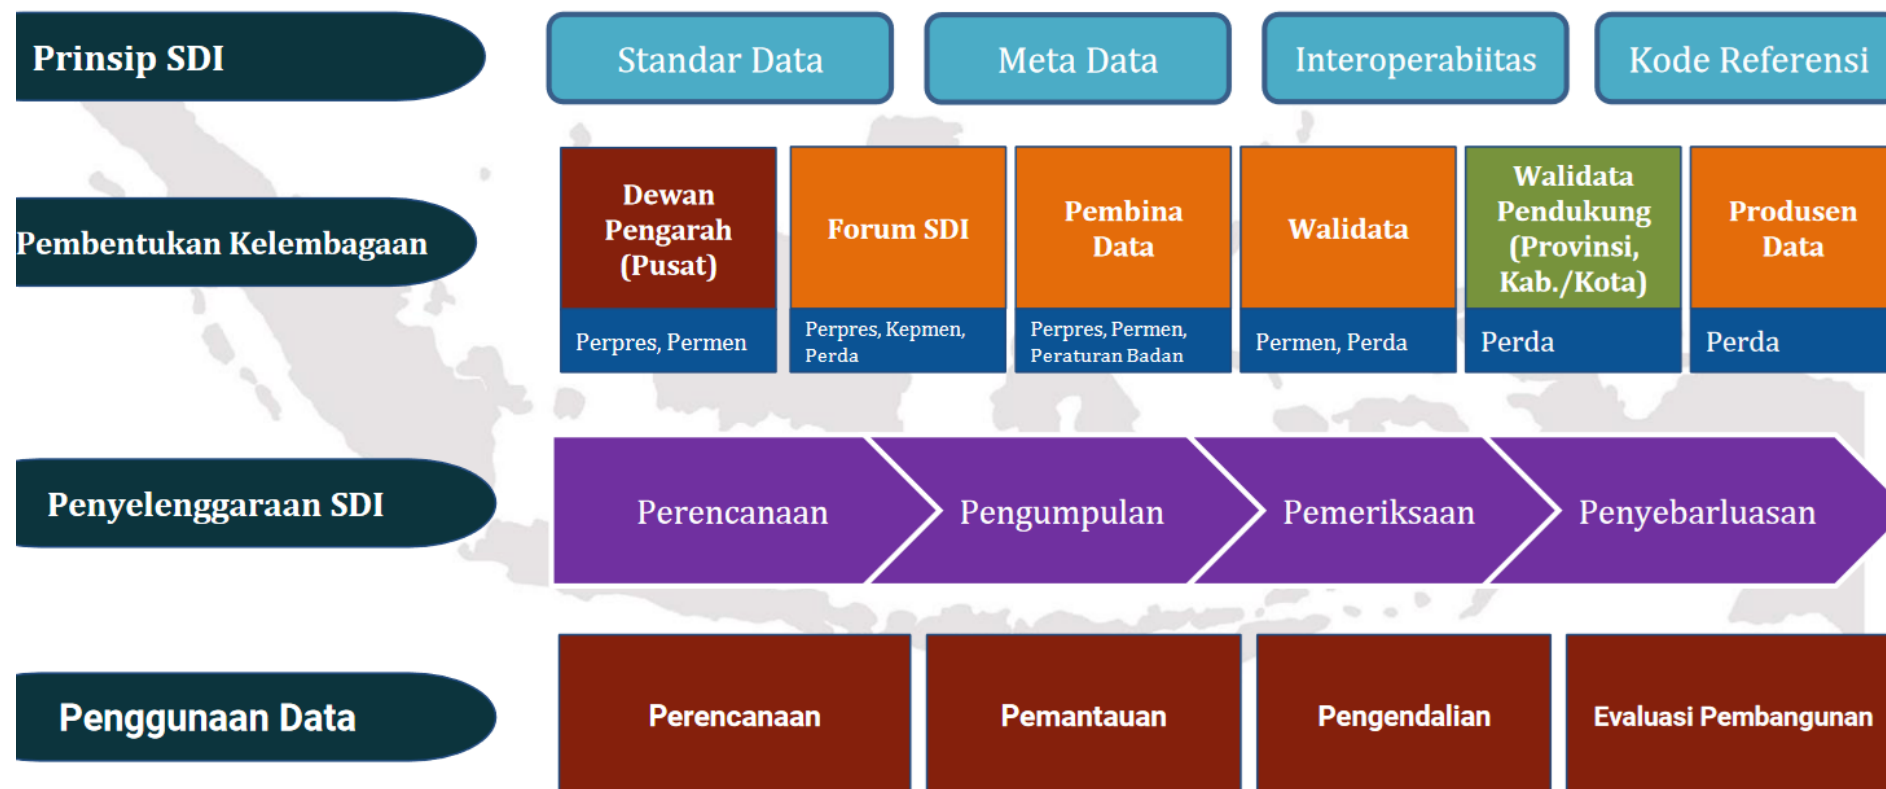 Prinsip SDI
Standar Data
Meta Data
Interoperabiitas
Kode Referensi
Pembentukan Kelembagaan
Dewan
Pengarah
(Pusat)
Perpres, Permen
Forum SDI
Perpres, Kepmen,
Perda
Pembina
Data
Perpres, Permen,
Peraturan Badan
Walidata
Permen, Perda
Walidata
Pendukung
(Provinsi,
Kab./Kota)
Perda
Produsen
Data
Perda
Penyelenggaraan SDI
Perencanaan
Pengumpulan
Pemeriksaan
Penyebarluasan
Penggunaan Data
Perencanaan
Pemantauan
Pengendalian
Evaluasi Pembangunan